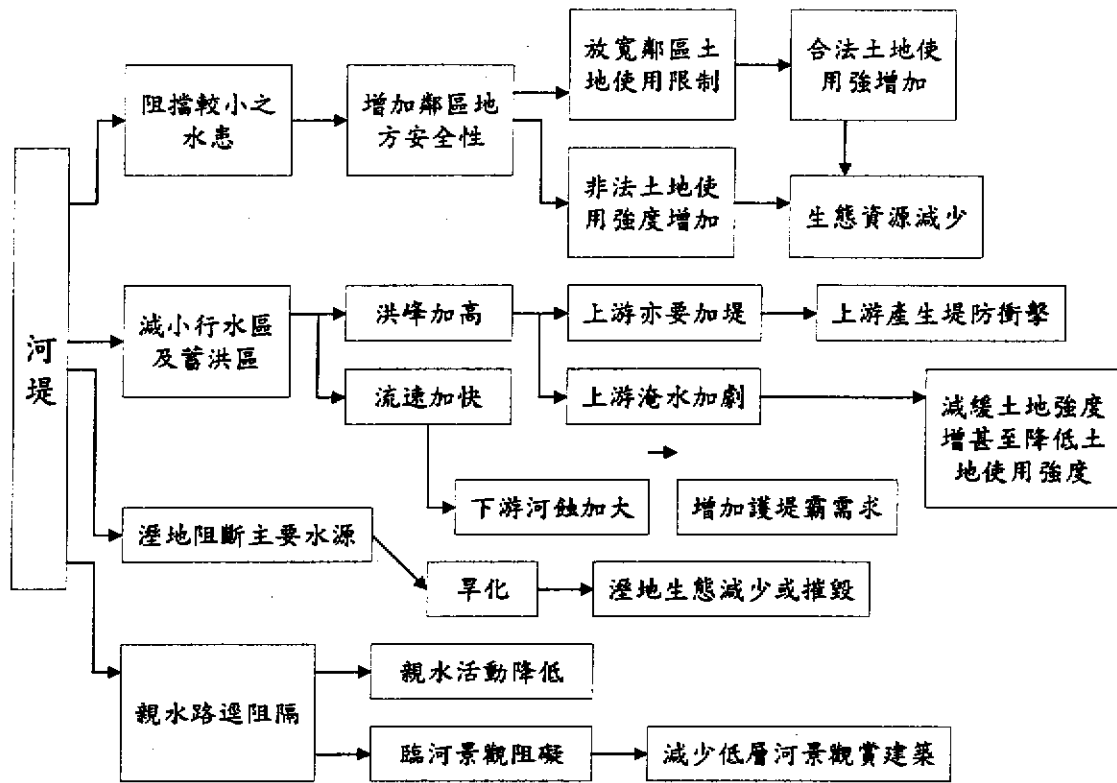 河
堤
阻擋較小之
水患
增加鄰區地
方安全性
放寬鄰區土
地使用限制
合法土地使
用強增加
非法土地使
用強度增加
生態資源減少
減小行水區
及蓄洪區
洪峰加高
上游亦要加堤
上游產生堤防衝擊
流速加快
上游淹水加劇
減緩土地強度
增甚至降低土
地使用強度
下游河蝕加大
增加護堤霸需求
溼地阻斷主要水源
旱化
溼地生態減少或摧毀
親水路逕阻隔
親水活動降低
臨河景觀阻礙
減少低層河景觀賞建築